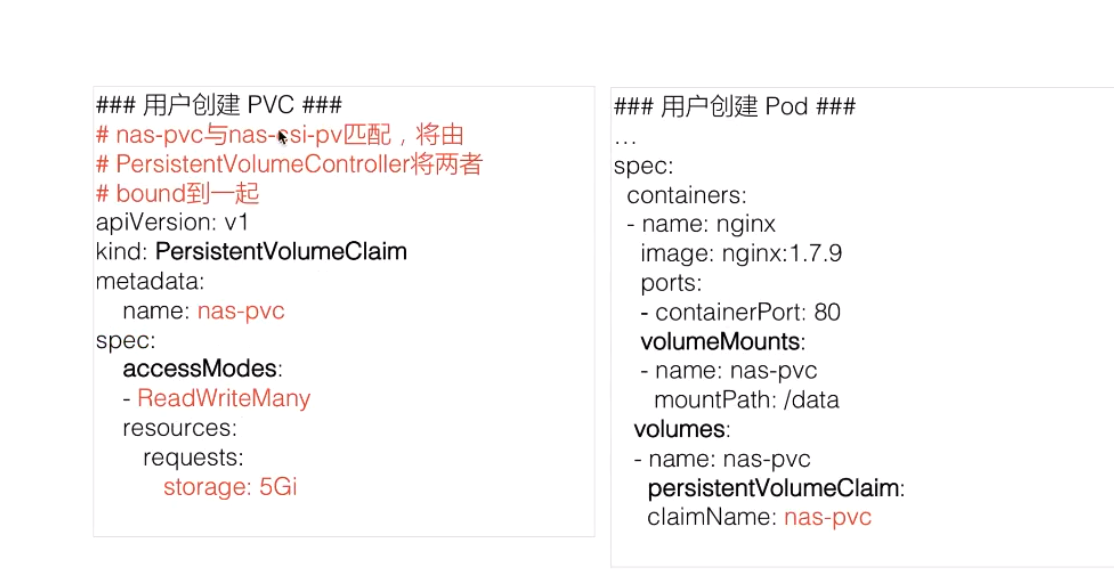 ### 用户创建 PVC ###
# nas-pvc与nas-csi-pv匹配，将由
# PersistentVolumeController将两者
# bound到一起
apiVersion: v1
kind: PersistentVolumeClaim
metadata:
    name: nas-pvc
spec:
    accessModes:
    - ReadWriteMany
    resources:
       requests:
          storage: 5Gi
### 用户创建 Pod ###
...
spec:
  containers:
  - name: nginx
    image: nginx:1.7.9
    ports:
    - containerPort: 80
    volumeMounts:
    - name: nas-pvc
      mountPath: /data
   volumes:
   - name: nas-pvc
     persistentVolumeClaim:
     claimName: nas-pvc